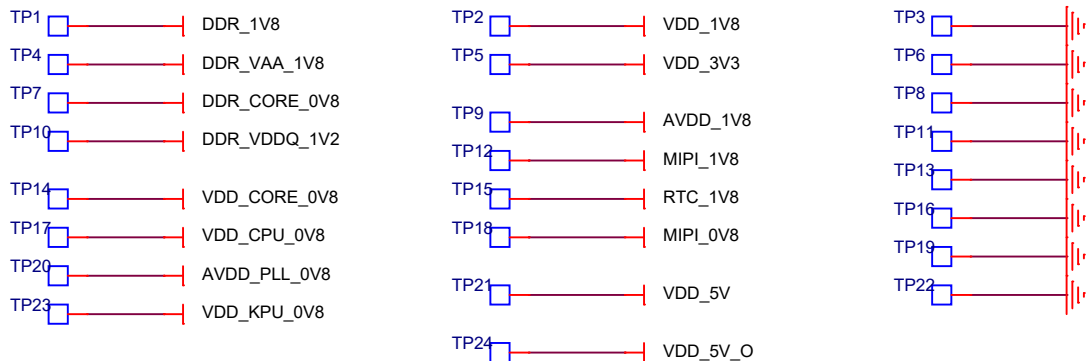 TP1 DDR_1V8 TP2 VDD_1V8 TP3
TP4 DDR_VAA_1V8 TP5 VDD_3V3 TP6
TP7 DDR_CORE_0V8 TP8
TP9 AVDD_1V8
TP10 DDR_VDDQ_1V2 TP11
TP12 MIPI_1V8
TP13
TP14 VDD_CORE_0V8 TP15 RTC_1V8
TP16
TP17 VDD_CPU_0V8 TP18 MIPI_0V8
TP19
TP20 AVDD_PLL_0V8
TP21 VDD_5V TP22
TP23 VDD_KPU_0V8
TP24 VDD_5V_O